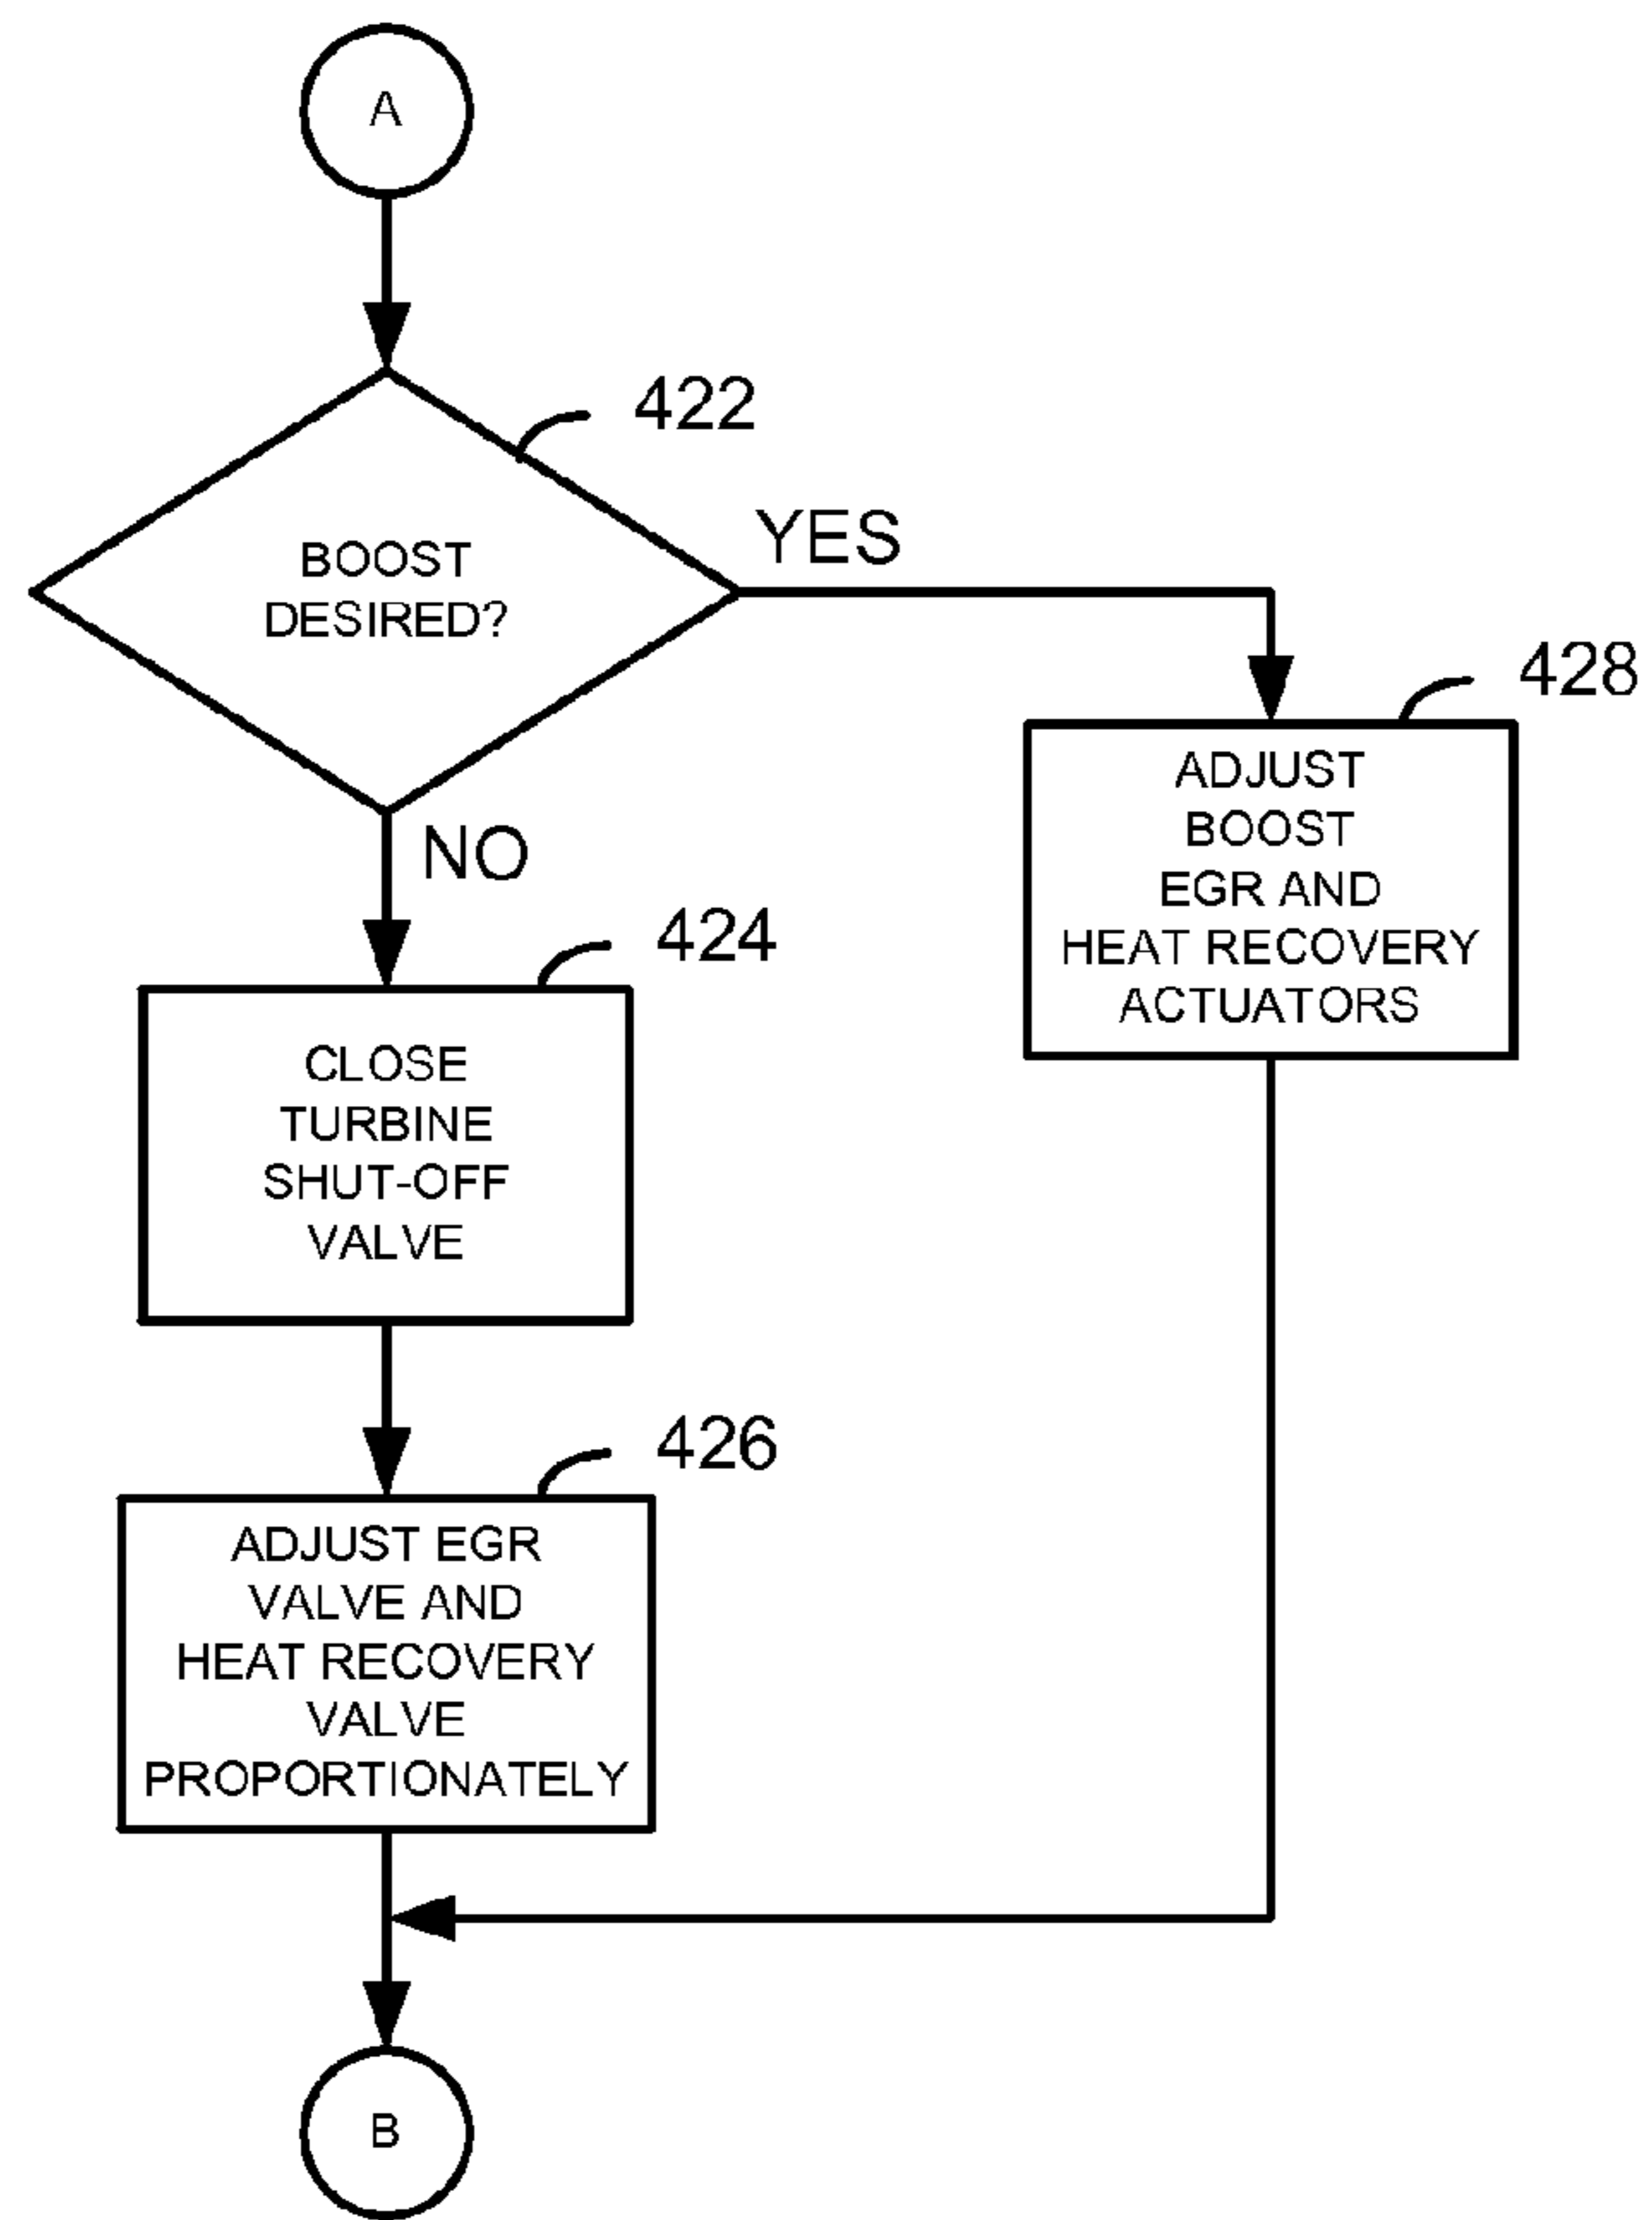 A
422
BOOST
DESIRED?
YES
NO
428
ADJUST
BOOST
EGR AND
HEAT RECOVERY
ACTUATORS
424
CLOSE
TURBINE
SHUT-OFF
VALVE
426
ADJUST EGR
VALVE AND
HEAT RECOVERY
VALVE
PROPORTIONATELY
B